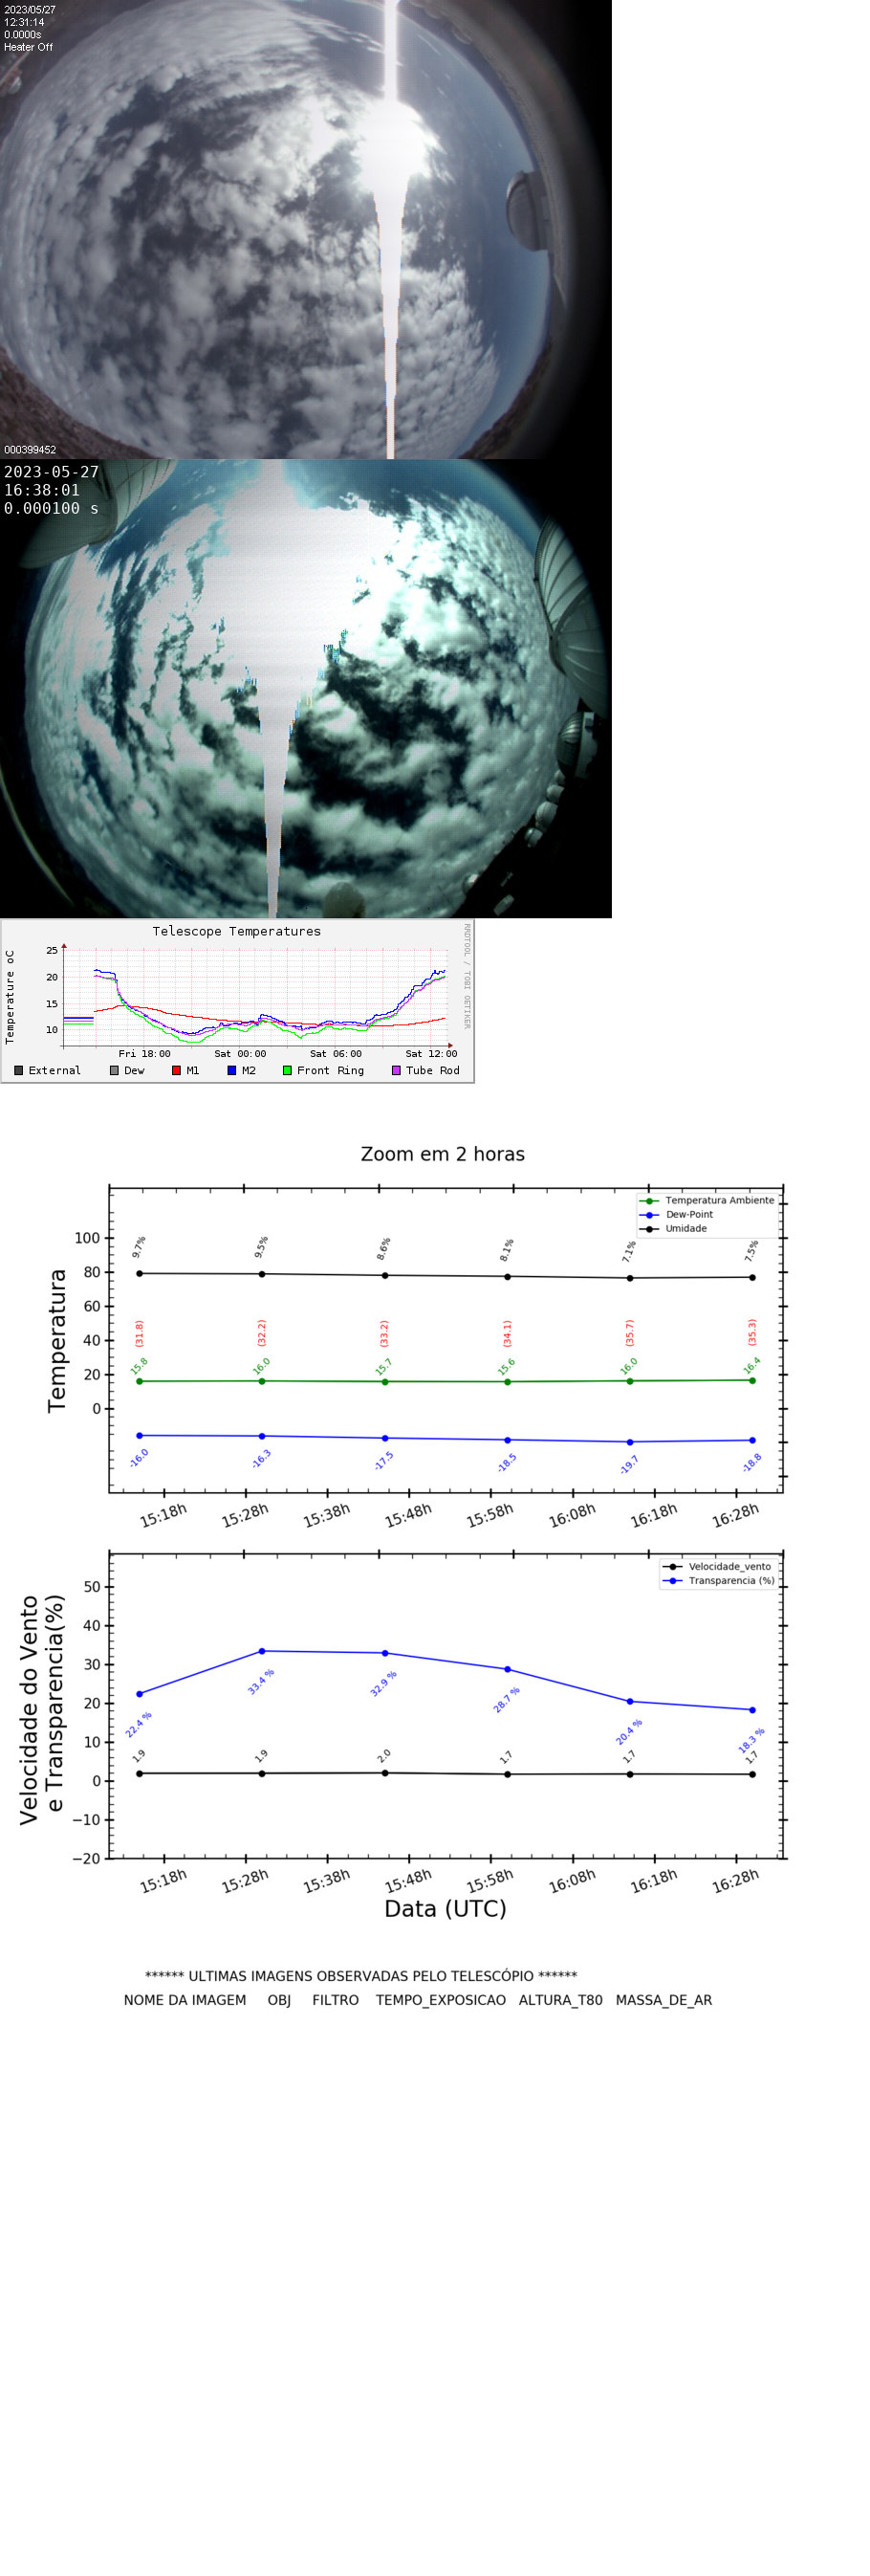 2023/05/27
12:31:14
0.0000s
Heater Off
000399452
2023-05-27
16:38:01
0.000100 s
Telescope Temperatures
RRDTOOL / TOBI OETIKER
Temperature oC
25
20
15
10
Fri 18:00 Sat 00:00 Sat 06:00 Sat 12:00
External Dew M1 M2 Front Ring Tube Rod
Zoom em 2 horas
Temperatura Ambiente
Dew-Point
Umidade
Temperatura
100
80
60
40
20
0
9.7% 9.5% 8.6% 8.1% 7.1% 7.5%
(31.8) (32.2) (33.2) (34.1) (35.7) (35.3)
15.8 16.0 15.7 15.6 16.0 16.4
-16.0 -16.3 -17.5 -18.5 -19.7 -18.8
15:18h 15:28h 15:38h 15:48h 15:58h 16:08h 16:18h 16:28h
Velocidade_vento
Transparencia (%)
Velocidade do Vento
e Transparencia(%)
50
40
30
20
10
0
−10
−20
22.4 % 33.4 % 32.9 % 28.7 % 20.4 % 18.3 %
1.9 1.9 2.0 1.7 1.7 1.7
15:18h 15:28h 15:38h 15:48h 15:58h 16:08h 16:18h 16:28h
Data (UTC)
****** ULTIMAS IMAGENS OBSERVADAS PELO TELESCÓPIO ******
NOME DA IMAGEM OBJ FILTRO TEMPO_EXPOSICAO ALTURA_T80 MASSA_DE_AR